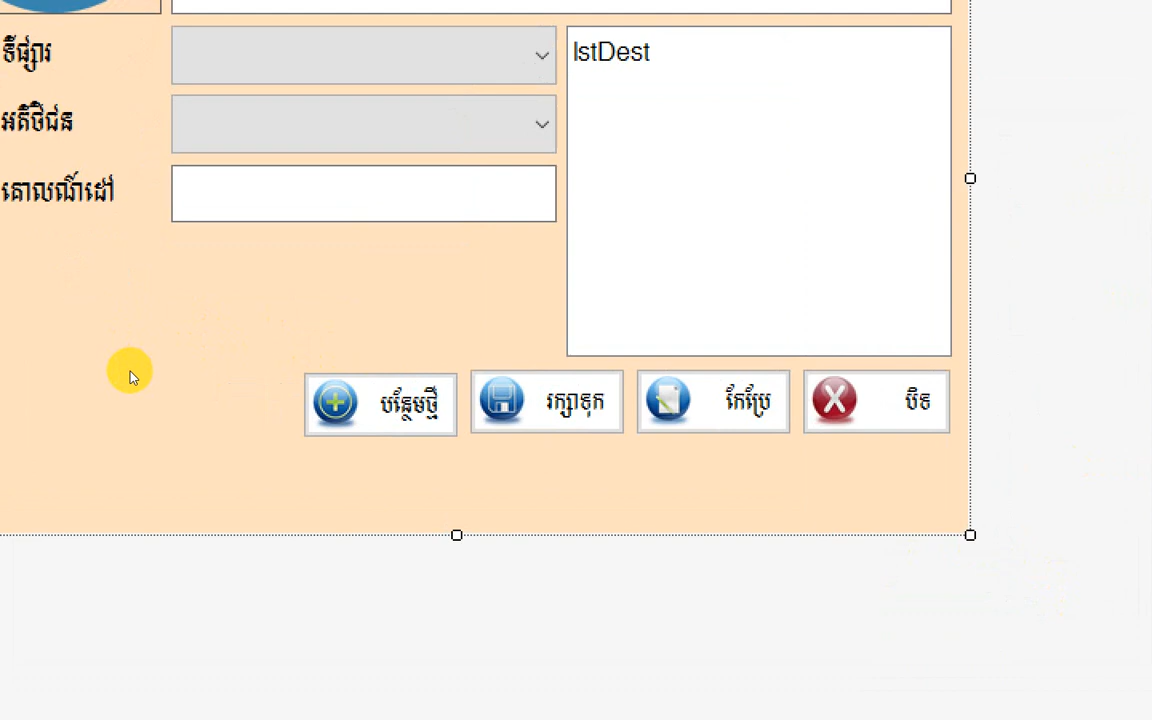 ទីផ្សារ
lstDest
អតិថិជន
គោលណ៍ដៅ
បន្ថែមថ្មី
រក្សាទុក
កែប្រែ
បិទ